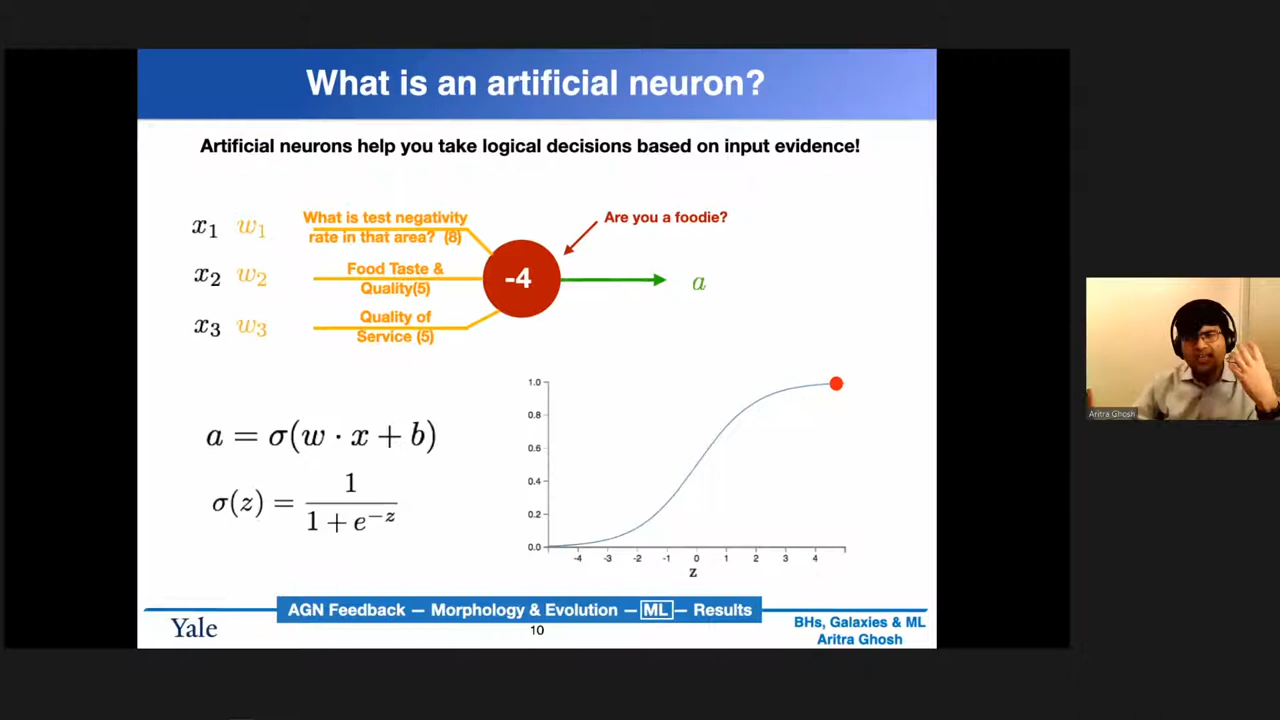 What is an artificial neuron?
Artificial neurons help you take logical decisions based on input evidence!
x₁ w₁
What is test negativity
rate in that area? (8)
Are you a foodie?
x₂ w₂
Food Taste &
Quality(5)
-4
a
x₃ w₃
Quality of
Service (5)
a = σ(w · x + b)
σ(z) = 1 / (1 + e^{-z})
1.0
0.8
0.6
0.4
0.2
0.0
-4 -3 -2 -1 0 1 2 3 4
z
AGN Feedback — Morphology & Evolution — ML — Results
Yale
10
BHs, Galaxies & ML
Aritra Ghosh
Aritra Ghosh